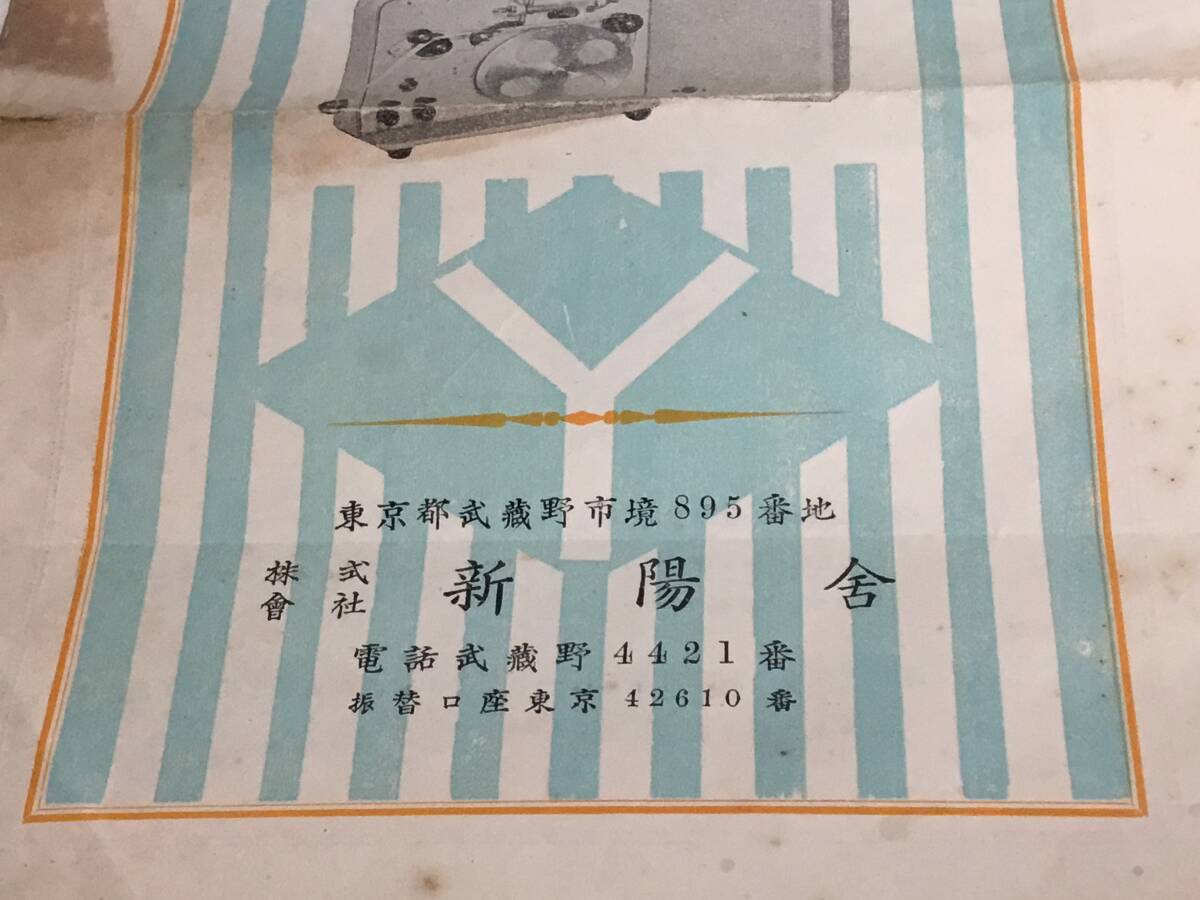 東京都武藏野市境895番地
株式會社 新陽舎
電話武藏野4421番
振替口座東京42610番